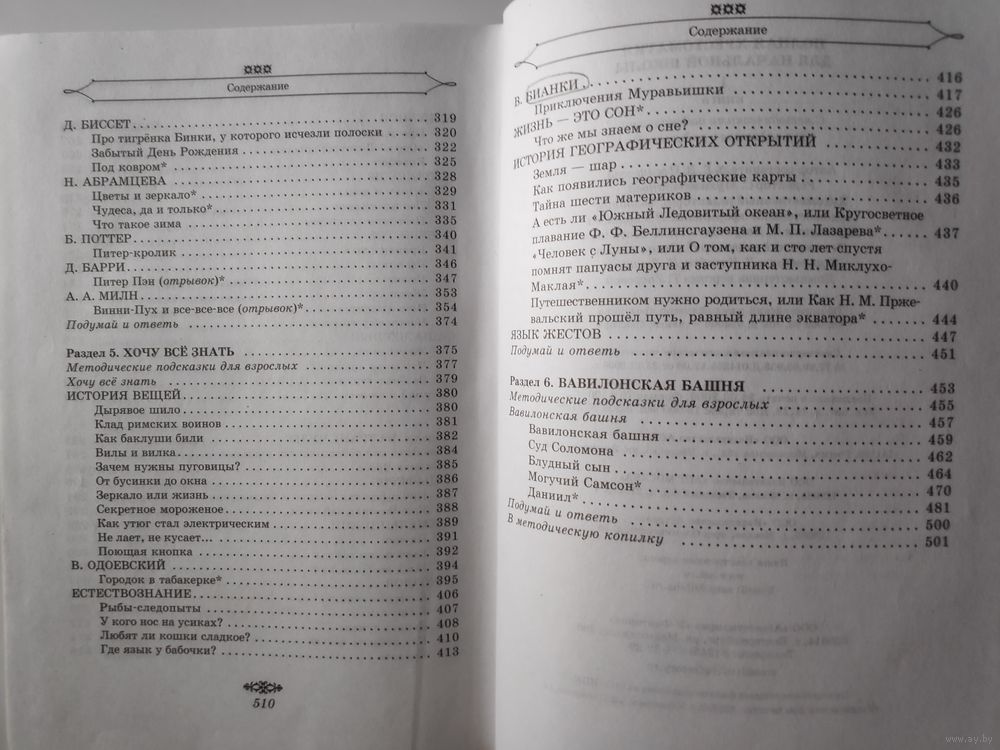 Содержание
Д. БИССЕТ 319
Про тигрёнка Бинки, у которого исчезли полоски 320
Забытый День Рождения 322
Под ковром* 325
Н. АБРАМЦЕВА 328
Цветы и зеркало* 329
Чудеса, да и только* 331
Что такое зима 335
Б. ПОТТЕР 340
Питер-кролик 341
Д. БАРРИ 346
Питер Пэн (отрывок)* 347
А. А. МИЛН 353
Винни-Пух и все-все-все (отрывок)* 354
Подумай и ответь 374
Раздел 5. ХОЧУ ВСЁ ЗНАТЬ 375
Методические подсказки для взрослых 377
Хочу всё знать 379
ИСТОРИЯ ВЕЩЕЙ 380
Дырявое шило 380
Клад римских воинов 381
Как баклуши били 382
Вилы и вилка 384
Зачем нужны пуговицы? 385
От бусинки до окна 386
Зеркало или жизнь 387
Секретное мороженое 388
Как утюг стал электрическим 389
Не лает, не кусает... 391
Поющая кнопка 392
В. ОДОЕВСКИЙ 394
Городок в табакерке* 395
ЕСТЕСТВОЗНАНИЕ 406
Рыбы-следопыты 407
У кого нос на усиках? 408
Любят ли кошки сладкое? 410
Где язык у бабочки? 413
510
Содержание
В. БИАНКИ 416
Приключения Муравьишки 417
ЖИЗНЬ — ЭТО СОН* 426
Что же мы знаем о сне? 426
ИСТОРИЯ ГЕОГРАФИЧЕСКИХ ОТКРЫТИЙ 432
Земля — шар 433
Как появились географические карты 435
Тайна шести материков 436
А есть ли «Южный Ледовитый океан», или Кругосветное
плавание Ф. Ф. Беллинсгаузена и М. П. Лазарева* 437
«Человек с Луны», или О том, как и сто лет спустя
помнят папуасы друга и заступника Н. Н. Миклухо-
Маклая* 440
Путешественником нужно родиться, или Как Н. М. Прже-
вальский прошёл путь, равный длине экватора* 444
ЯЗЫК ЖЕСТОВ 447
Подумай и ответь 451
Раздел 6. ВАВИЛОНСКАЯ БАШНЯ 453
Методические подсказки для взрослых 455
Вавилонская башня 457
Вавилонская башня 459
Суд Соломона 462
Блудный сын 464
Могучий Самсон* 470
Даниил* 481
Подумай и ответь 500
В методическую копилку 501
www.ay.by